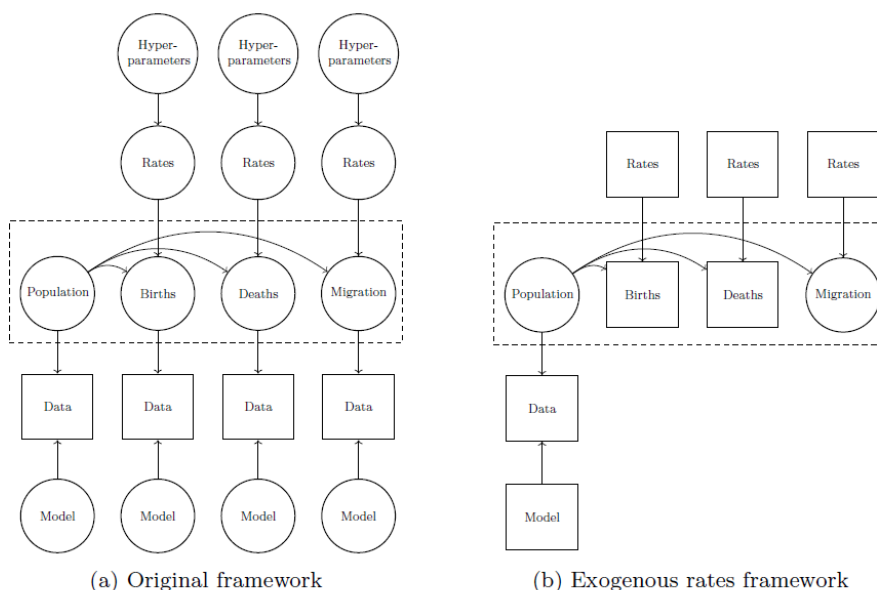 Hyper-
parameters
Hyper-
parameters
Hyper-
parameters
Rates
Rates
Rates
Population
Births
Deaths
Migration
Data
Data
Data
Data
Model
Model
Model
Model
(a) Original framework
Rates
Rates
Rates
Population
Births
Deaths
Migration
Data
Model
(b) Exogenous rates framework